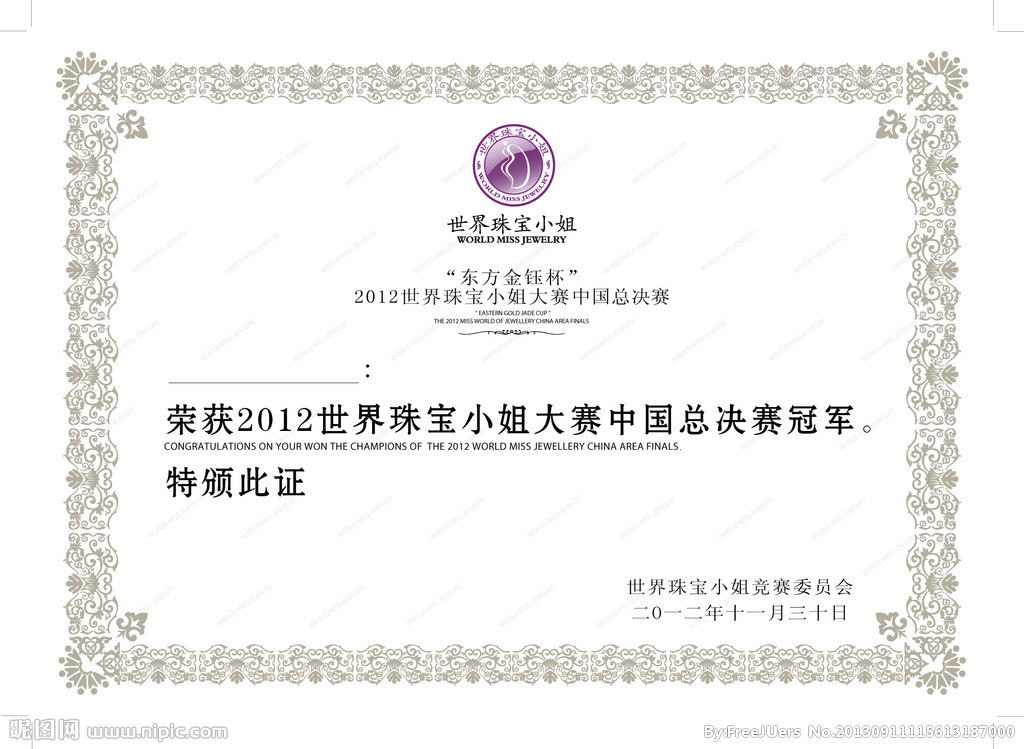 世界珠宝小姐
WORLD MISS JEWELRY
世界珠宝小姐
WORLD MISS JEWELRY
“东方金钰杯”
2012世界珠宝小姐大赛中国总决赛
" EASTERN GOLD JADE CUP "
THE 2012 MISS WORLD OF JEWELLERY CHINA AREA FINALS
:
荣获2012世界珠宝小姐大赛中国总决赛冠军。
CONGRATULATIONS ON YOUR WON THE CHAMPIONS OF THE 2012 WORLD MISS JEWELLERY CHINA AREA FINALS.
特颁此证
世界珠宝小姐竞赛委员会
二〇一二年十一月三十日
昵图网 www.nipic.com
By:FreeJUers No.20130911115613187000